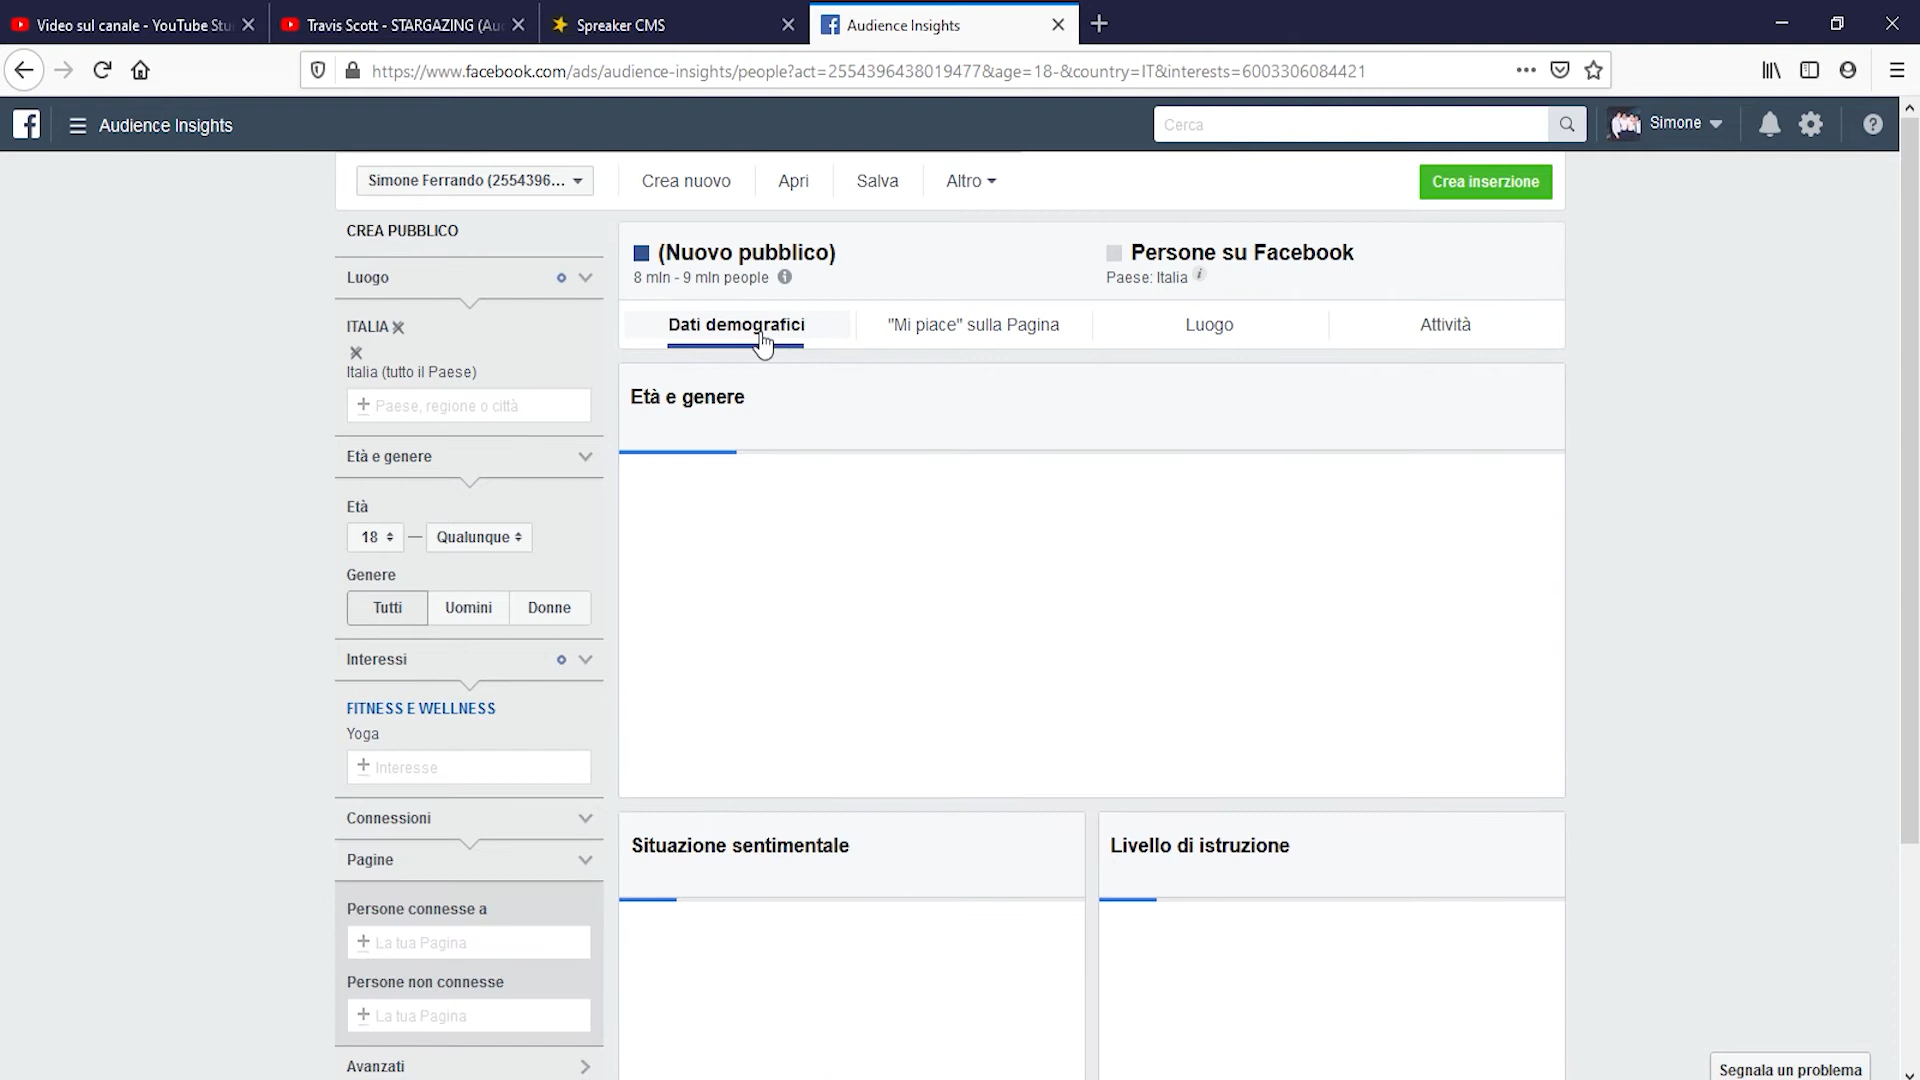 Video sul canale - YouTube Stu
Travis Scott - STARGAZING (Au
Spreaker CMS
Audience Insights
https://www.facebook.com/ads/audience-insights/people?act=2554396438019477&age=18-&country=IT&interests=6003306084421
Audience Insights
Cerca
Simone
Simone Ferrando (2554396...
Crea nuovo
Apri
Salva
Altro
Crea inserzione
CREA PUBBLICO
(Nuovo pubblico)
8 mln - 9 mln people
Persone su Facebook
Paese: Italia
Luogo
ITALIA
Italia (tutto il Paese)
Paese, regione o città
Dati demografici
"Mi piace" sulla Pagina
Luogo
Attività
Età e genere
Età e genere
Età
18 — Qualunque
Genere
Tutti
Uomini
Donne
Interessi
FITNESS E WELLNESS
Yoga
Interesse
Connessioni
Pagine
Situazione sentimentale
Livello di istruzione
Persone connesse a
La tua Pagina
Persone non connesse
La tua Pagina
Avanzati
Segnala un problema